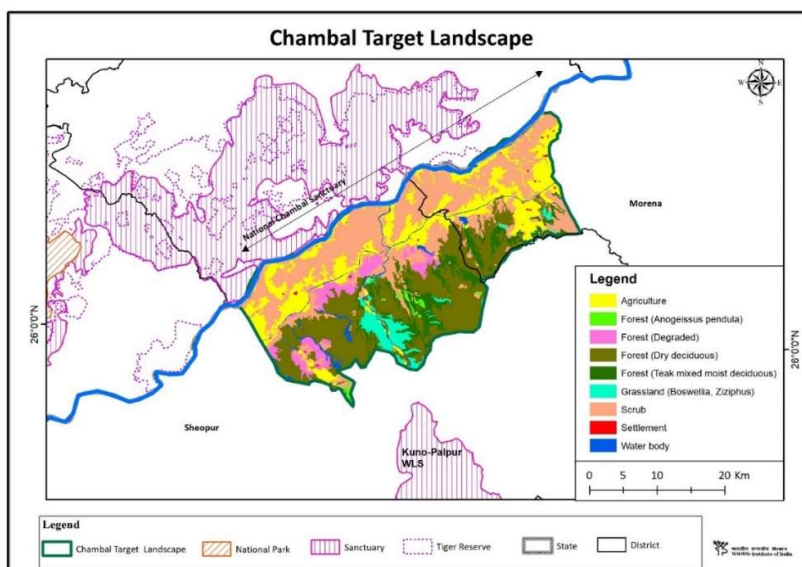 Chambal Target Landscape
N
W E
S
National Chambal Sanctuary
Morena
26°0'0"N
26°0'0"N
Sheopur
Kuno-Palpur
WLS
Legend
Agriculture
Forest (Anogeissus pendula)
Forest (Degraded)
Forest (Dry deciduous)
Forest (Teak mixed moist deciduous)
Grassland (Boswellia, Ziziphus)
Scrub
Settlement
Water body
0 5 10 20 Km
Legend
Chambal Target Landscape National Park Sanctuary Tiger Reserve State District
भारतीय वन्यजीव संस्थान
Wildlife Institute of India